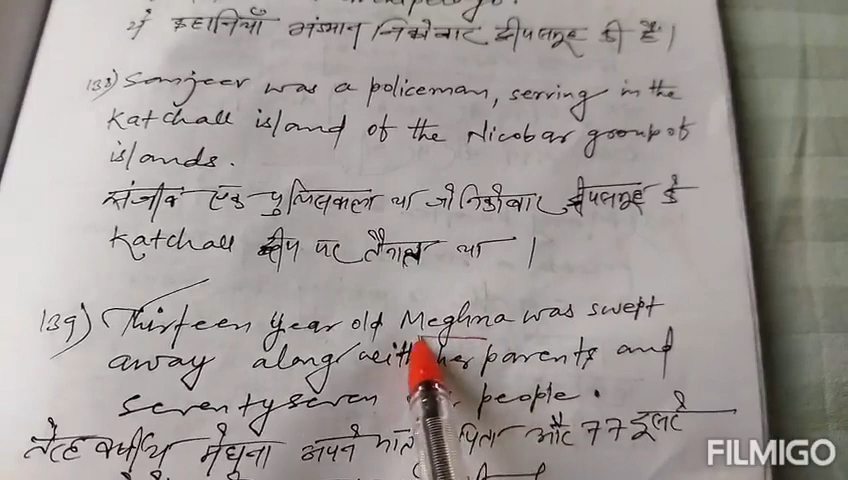 ये कहानियाँ अंडमान निकोबार द्वीपसमूह की हैं।
138) Sanjeev was a policeman, serving in the
Katchall island of the Nicobar group of
islands.
संजीव एक पुलिसवाला था जो निकोबार द्वीपसमूह के
Katchall द्वीप पर तैनात था।
139) Thirteen year old Meghna was swept
away along with her parents and
seventyseven people.
तेरह वर्षीय मेघना अपने माता पिता और 77 दूसरे
FILMIGO